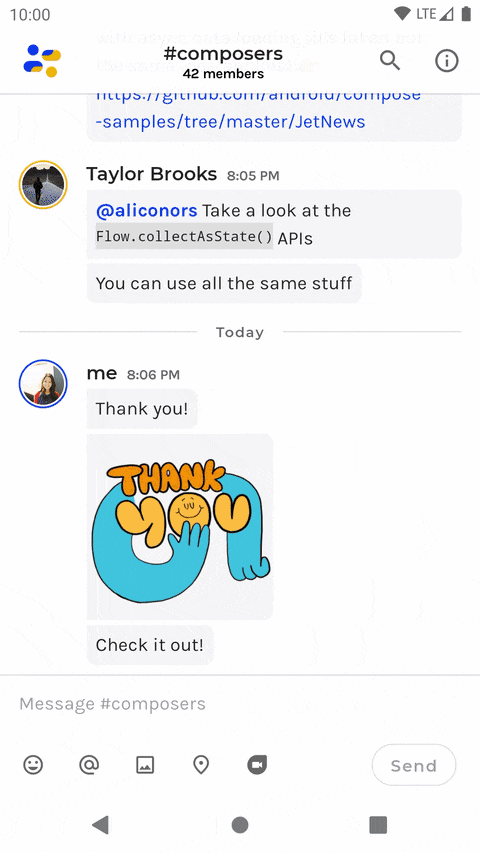 10:00
LTE
#composers
42 members
https://github.com/android/compose
-samples/tree/master/JetNews
Taylor Brooks 8:05 PM
@aliconors Take a look at the
Flow.collectAsState() APIs
You can use all the same stuff
Today
me 8:06 PM
Thank you!
THANK
YOU
Check it out!
Message #composers
Send